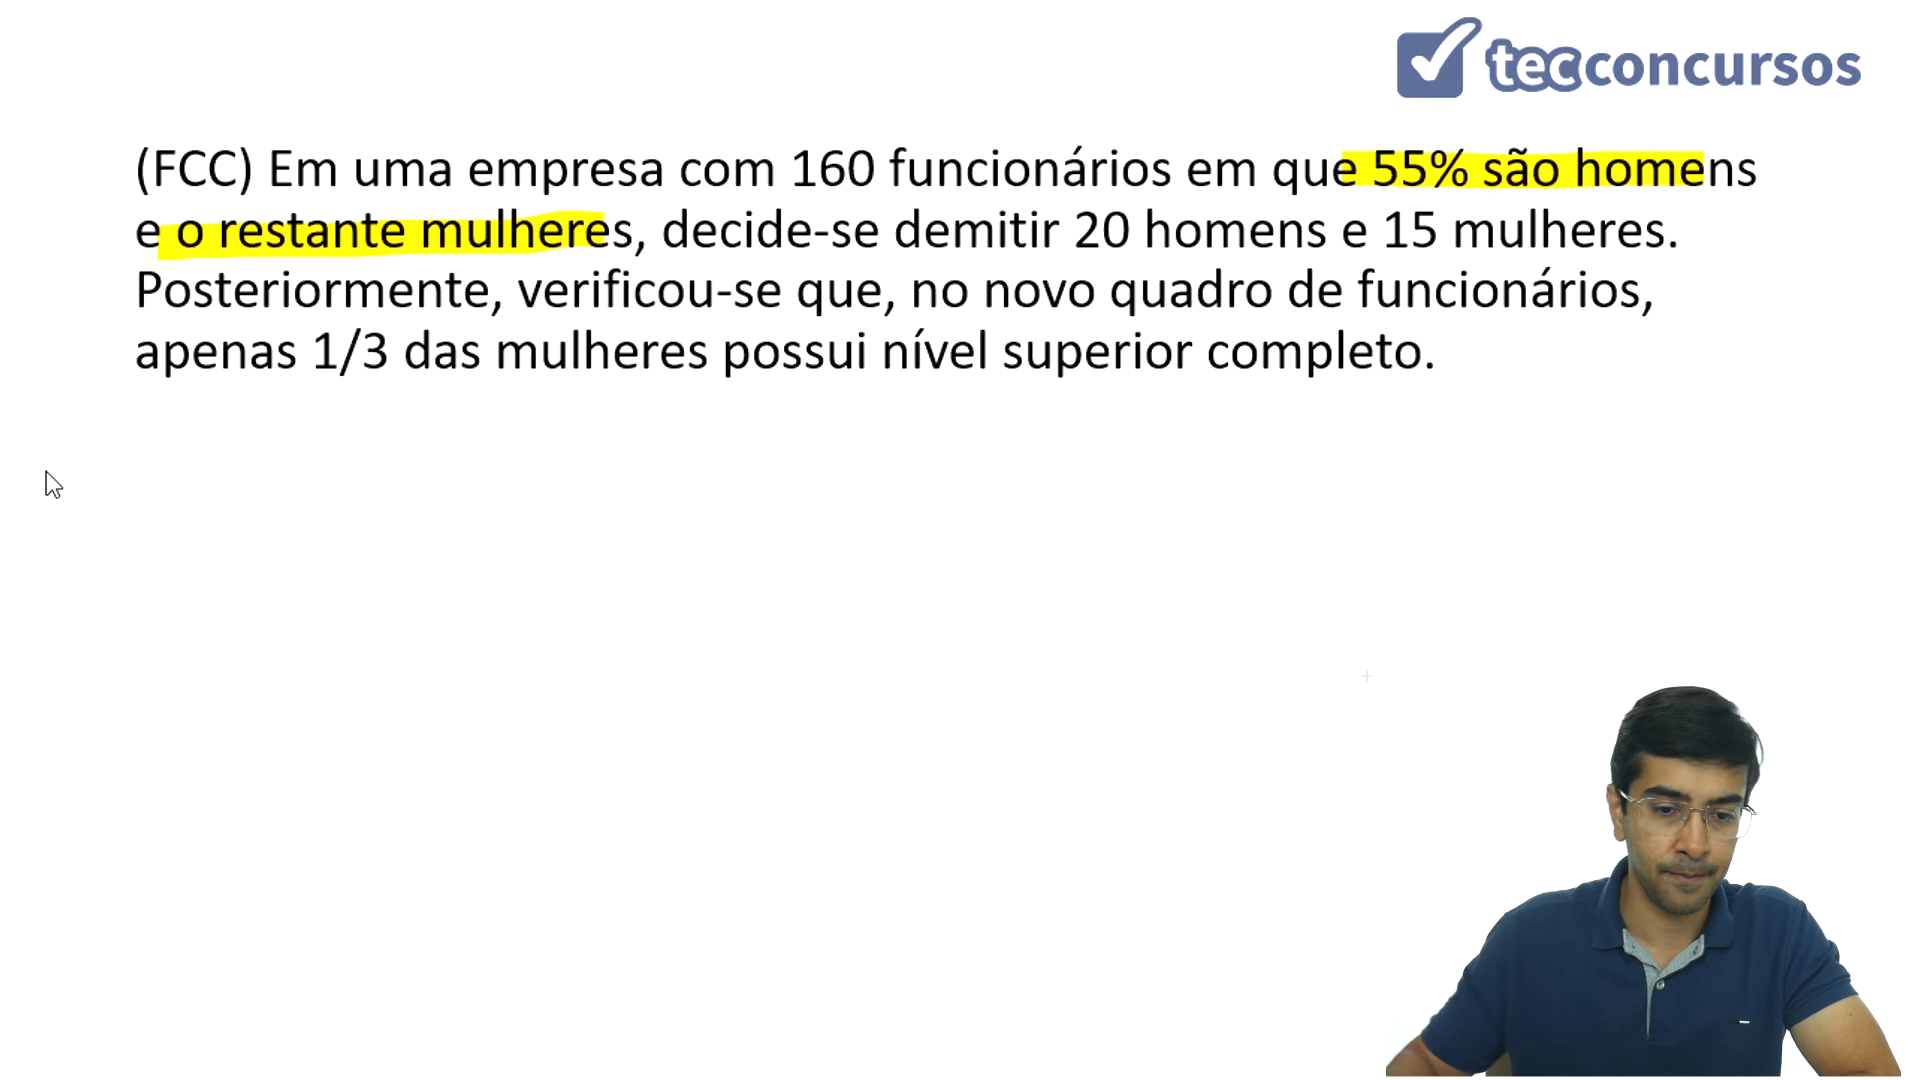 tecconcursos
(FCC) Em uma empresa com 160 funcionários em que 55% são homens
e o restante mulheres, decide-se demitir 20 homens e 15 mulheres.
Posteriormente, verificou-se que, no novo quadro de funcionários,
apenas 1/3 das mulheres possui nível superior completo.